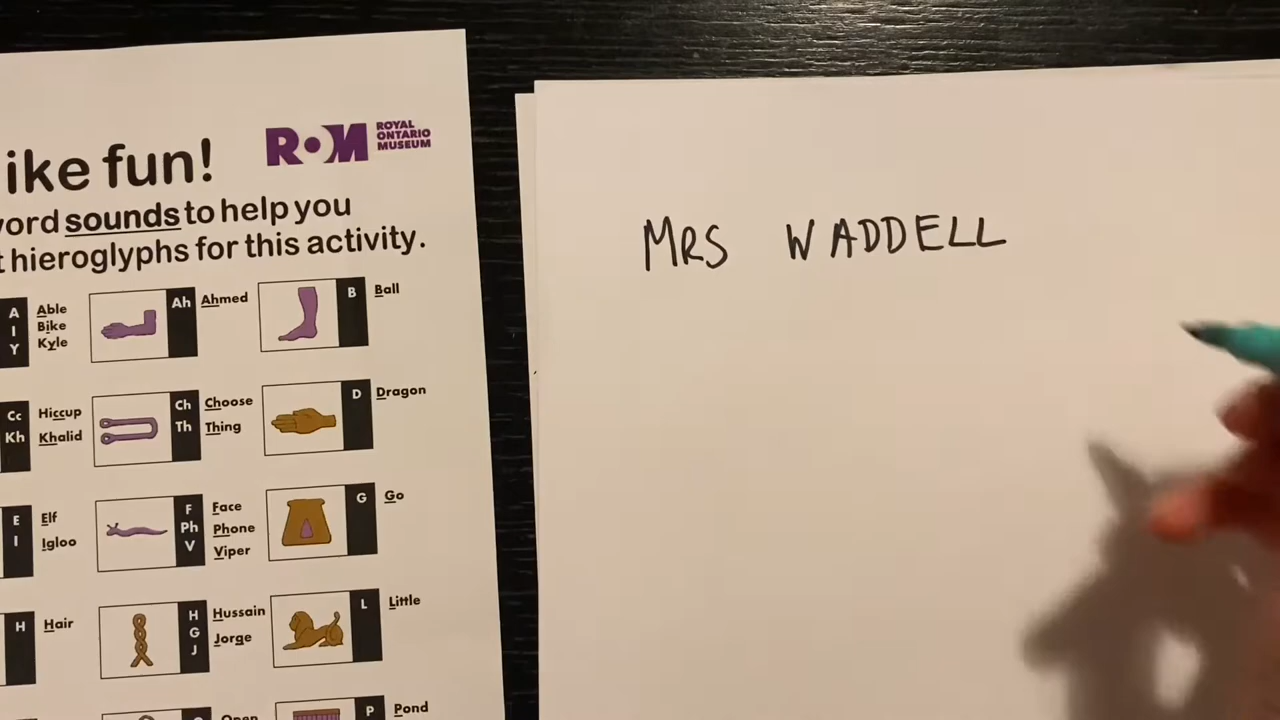 ike fun!
ROM ROYAL
ONTARIO
MUSEUM
word sounds to help you
t hieroglyphs for this activity.
A
I
Y
Able
Bike
Kyle
Ah
Ahmed
B
Ball
Cc
Kh
Hiccup
Khalid
Ch
Th
Choose
Thing
D
Dragon
E
I
Elf
Igloo
F
Ph
V
Face
Phone
Viper
G
Go
H
Hair
H
G
J
Hussain
Jorge
L
Little
Open
P
Pond
MRS WADDELL